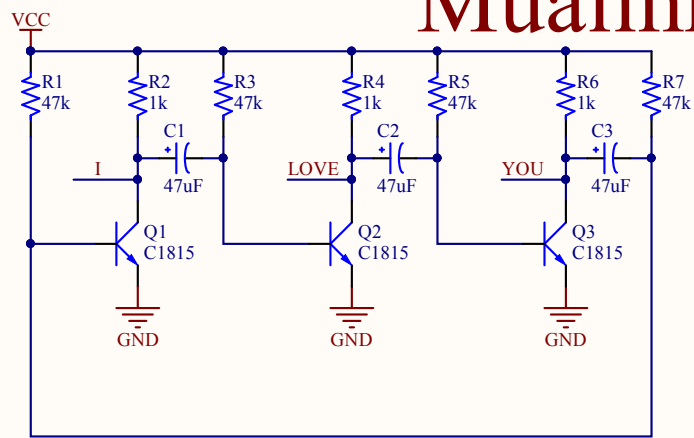 VCC
R1
47k
R2
1k
R3
47k
R4
1k
R5
47k
R6
1k
R7
47k
C1
47uF
C2
47uF
C3
47uF
I
LOVE
YOU
Q1
C1815
Q2
C1815
Q3
C1815
GND
GND
GND